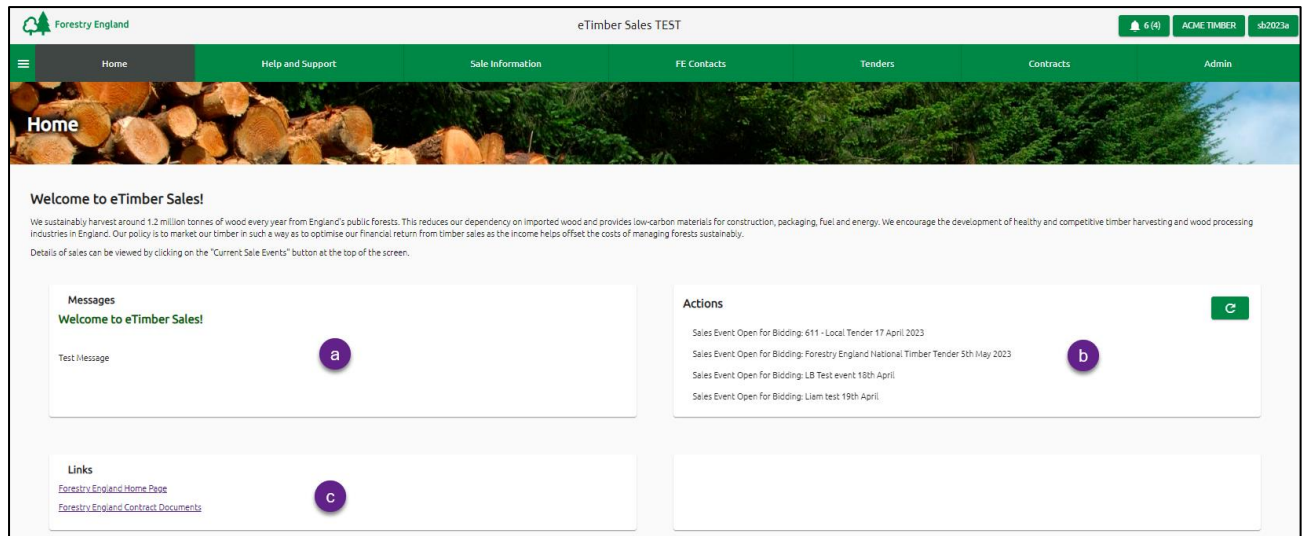 Forestry England
eTimber Sales TEST
6 (4)
ACME TIMBER
sb2023a
Home
Help and Support
Sale Information
FE Contacts
Tenders
Contracts
Admin
Home
Welcome to eTimber Sales!
We sustainably harvest around 1.2 million tonnes of wood every year from England's public forests. This reduces our dependency on imported wood and provides low-carbon materials for construction, packaging, fuel and energy. We encourage the development of healthy and competitive timber harvesting and wood processing
industries in England. Our policy is to market our timber in such a way as to optimise our financial return from timber sales as the income helps offset the costs of managing forests sustainably.
Details of sales can be viewed by clicking on the "Current Sale Events" button at the top of the screen.
Messages
Welcome to eTimber Sales!
Test Message
a
Actions
Sales Event Open for Bidding: 611 - Local Tender 17 April 2023
Sales Event Open for Bidding: Forestry England National Timber Tender 5th May 2023
Sales Event Open for Bidding: LB Test event 18th April
Sales Event Open for Bidding: Liam test 19th April
b
Links
Forestry England Home Page
Forestry England Contract Documents
c